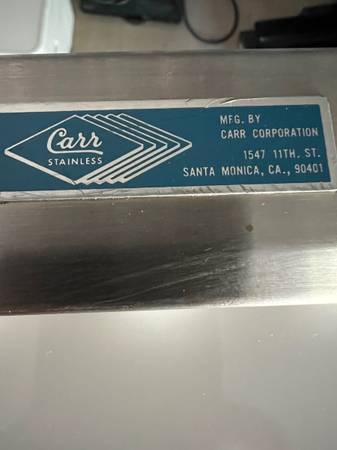 Carr
STAINLESS
MFG. BY
CARR CORPORATION
1547 11TH. ST.
SANTA MONICA, CA., 90401